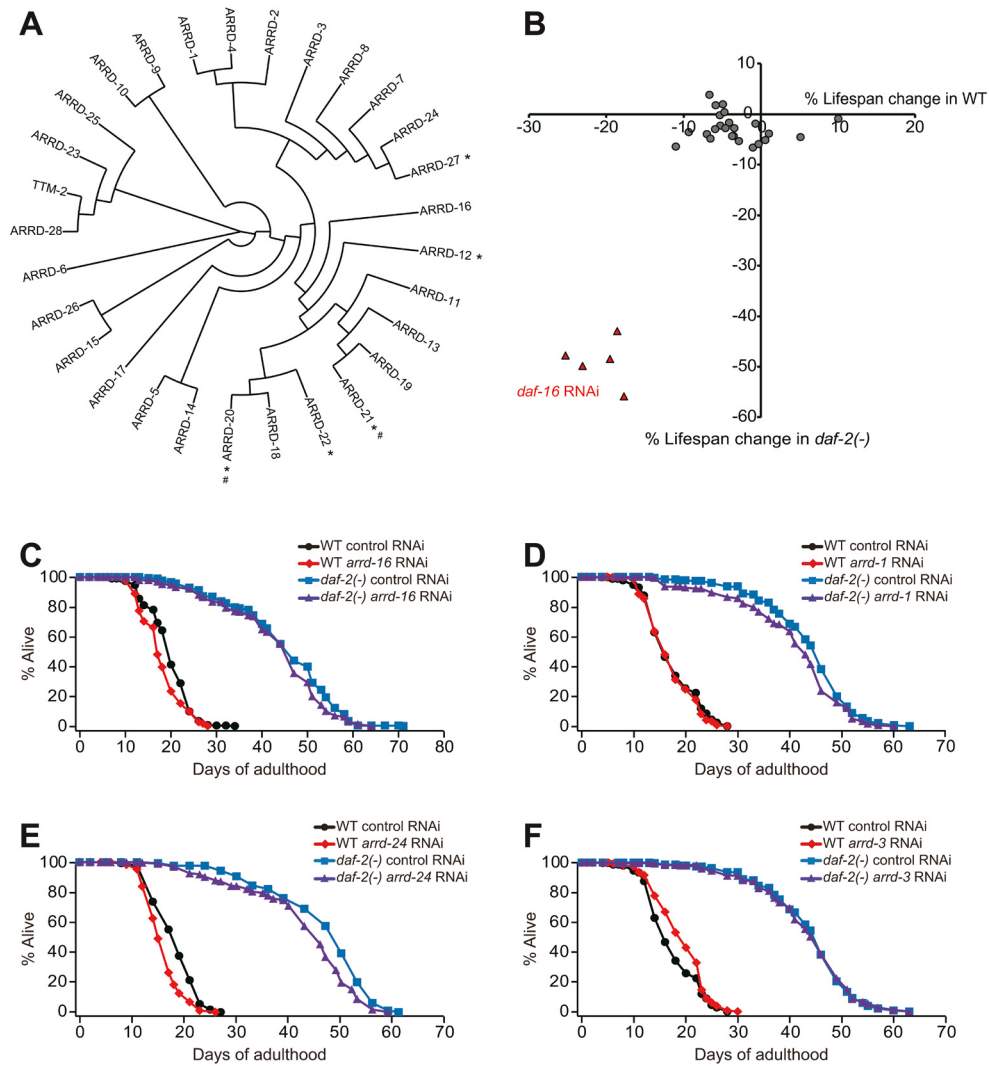 A
ARRD-1
ARRD-4
ARRD-2
ARRD-3
ARRD-8
ARRD-7
ARRD-24
ARRD-27 *
ARRD-16
ARRD-12 *
ARRD-11
ARRD-13
ARRD-19
ARRD-21 * #
ARRD-22 *
ARRD-18
# * ARRD-20
ARRD-14
ARRD-5
ARRD-17
ARRD-15
ARRD-26
ARRD-6
ARRD-28
TTM-2
ARRD-23
ARRD-25
ARRD-10
ARRD-9
B
% Lifespan change in WT
10
0
-10
-20
-30
-40
-50
-60
-30
-20
-10
0
10
20
daf-16 RNAi
% Lifespan change in daf-2(-)
C
WT control RNAi
WT arrd-16 RNAi
daf-2(-) control RNAi
daf-2(-) arrd-16 RNAi
% Alive
100
80
60
40
20
0
0 10 20 30 40 50 60 70 80
Days of adulthood
D
WT control RNAi
WT arrd-1 RNAi
daf-2(-) control RNAi
daf-2(-) arrd-1 RNAi
% Alive
100
80
60
40
20
0
0 10 20 30 40 50 60 70
Days of adulthood
E
WT control RNAi
WT arrd-24 RNAi
daf-2(-) control RNAi
daf-2(-) arrd-24 RNAi
% Alive
100
80
60
40
20
0
0 10 20 30 40 50 60 70
Days of adulthood
F
WT control RNAi
WT arrd-3 RNAi
daf-2(-) control RNAi
daf-2(-) arrd-3 RNAi
% Alive
100
80
60
40
20
0
0 10 20 30 40 50 60 70
Days of adulthood